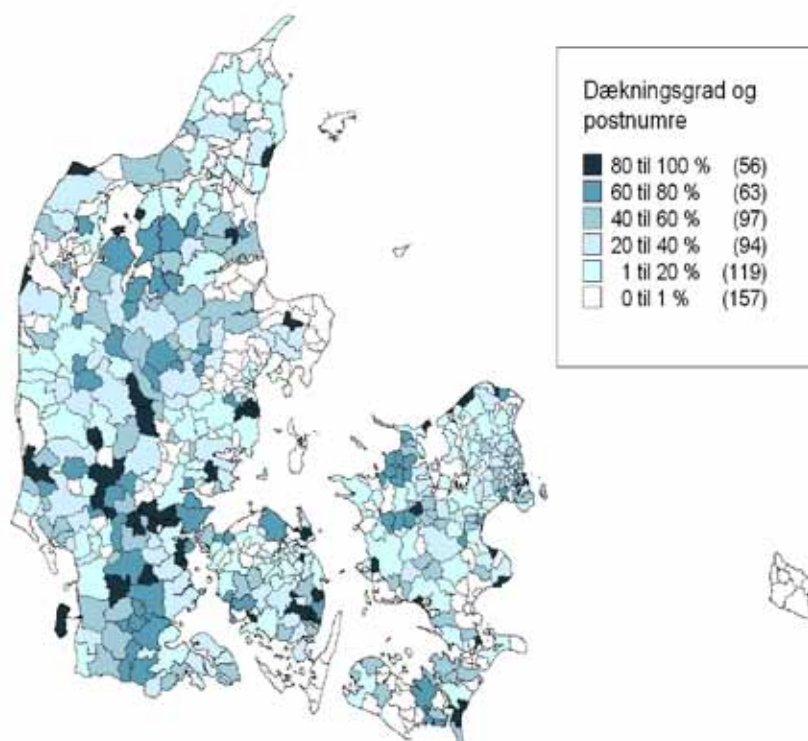 Dækningsgrad og
postnumre
80 til 100 % (56)
60 til 80 % (63)
40 til 60 % (97)
20 til 40 % (94)
1 til 20 % (119)
0 til 1 % (157)